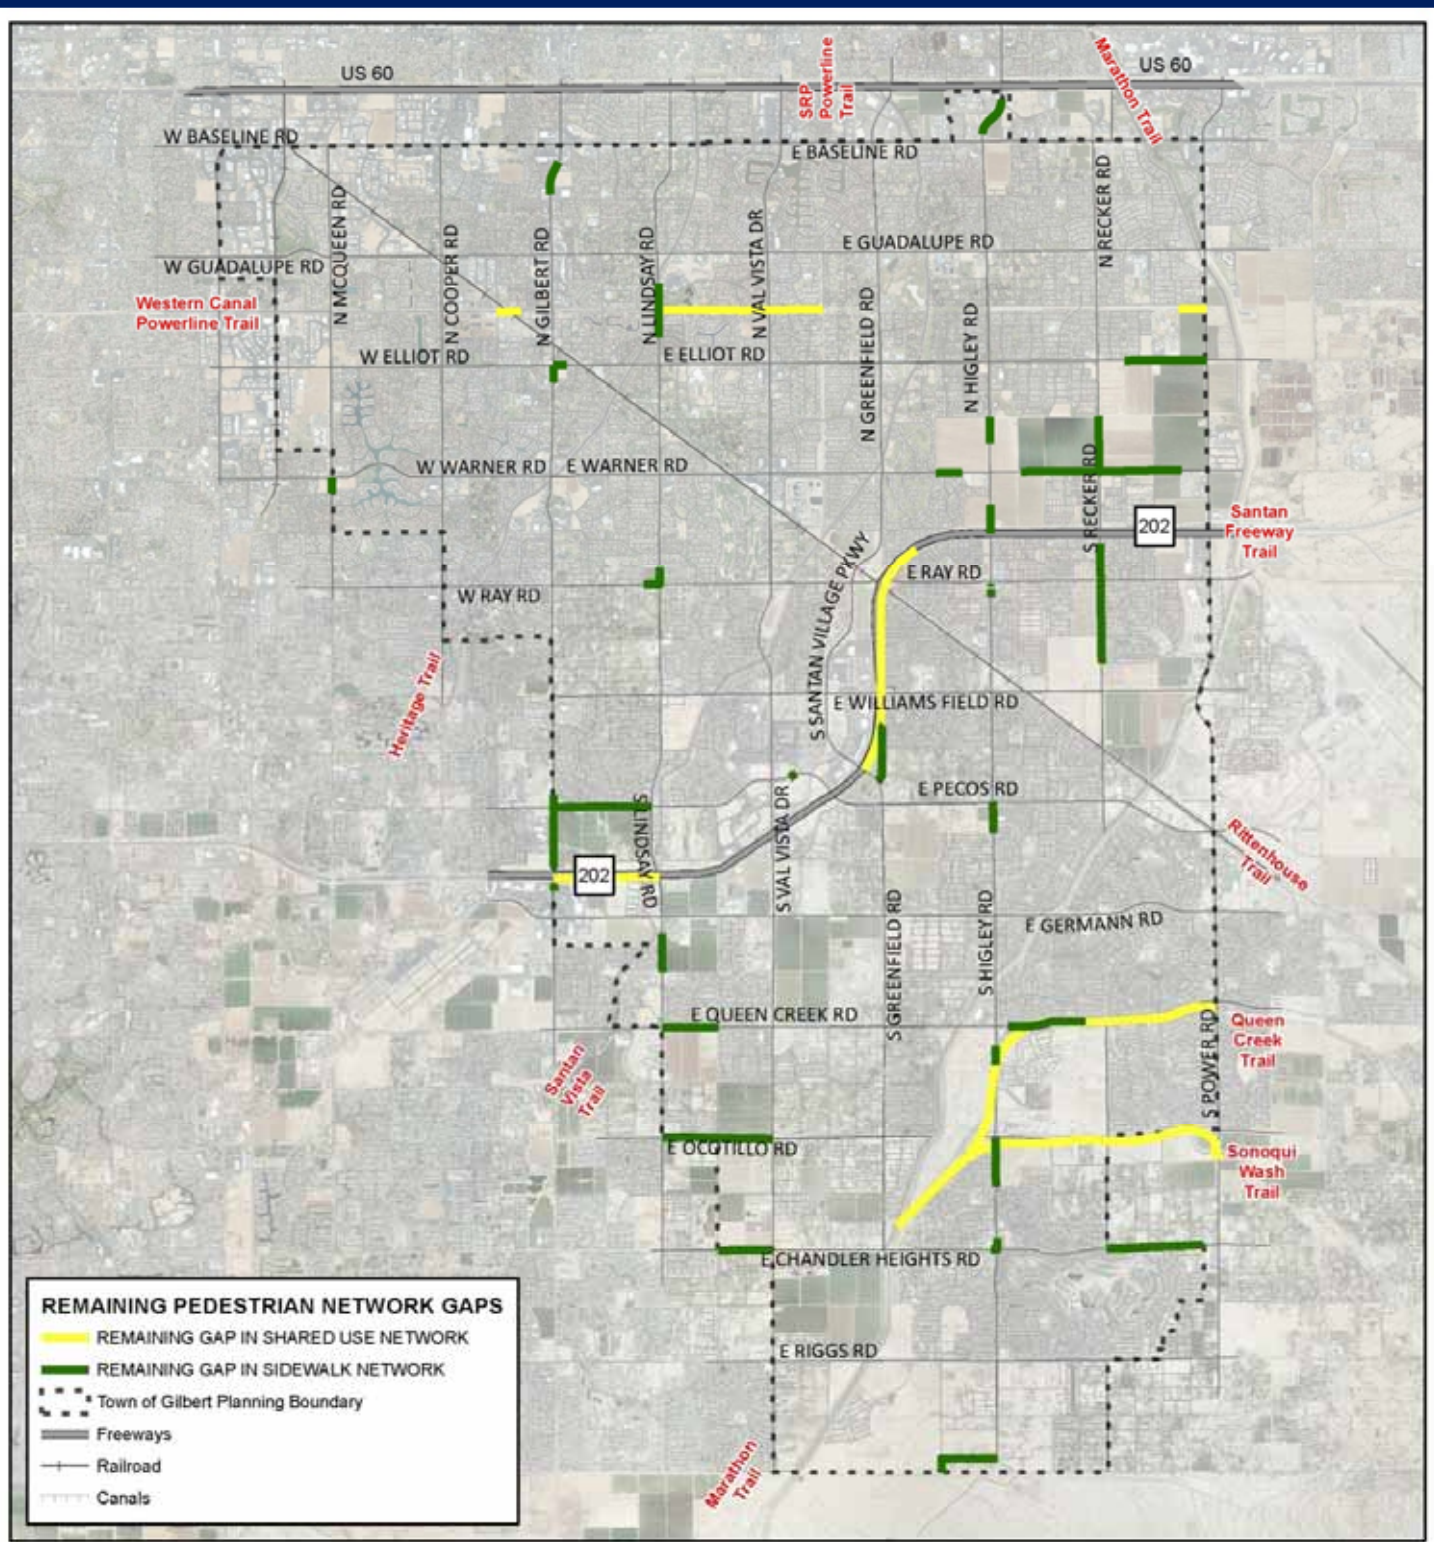 US 60
US 60
SRP
Powerline
Trail
Marathon Trail
W BASELINE RD
E BASELINE RD
N RECKER RD
N MCQUEEN RD
N COOPER RD
N GILBERT RD
N LINDSAY RD
N VAL VISTA DR
E GUADALUPE RD
W GUADALUPE RD
Western Canal
Powerline Trail
N GREENFIELD RD
N HIGLEY RD
W ELLIOT RD
E ELLIOT RD
W WARNER RD
E WARNER RD
S RECKER RD
202
Santan
Freeway
Trail
E RAY RD
W RAY RD
S SANTAN VILLAGE PKWY
Heritage Trail
E WILLIAMS FIELD RD
E PECOS RD
S LINDSAY RD
S VAL VISTA DR
202
Rittenhouse
Trail
S GREENFIELD RD
S HIGLEY RD
E GERMANN RD
E QUEEN CREEK RD
Queen
Creek
Trail
S POWER RD
Santan
Vista
Trail
E OCOTILLO RD
Sonoqui
Wash
Trail
E CHANDLER HEIGHTS RD
E RIGGS RD
Marathon
Trail
REMAINING PEDESTRIAN NETWORK GAPS
REMAINING GAP IN SHARED USE NETWORK
REMAINING GAP IN SIDEWALK NETWORK
Town of Gilbert Planning Boundary
Freeways
Railroad
Canals